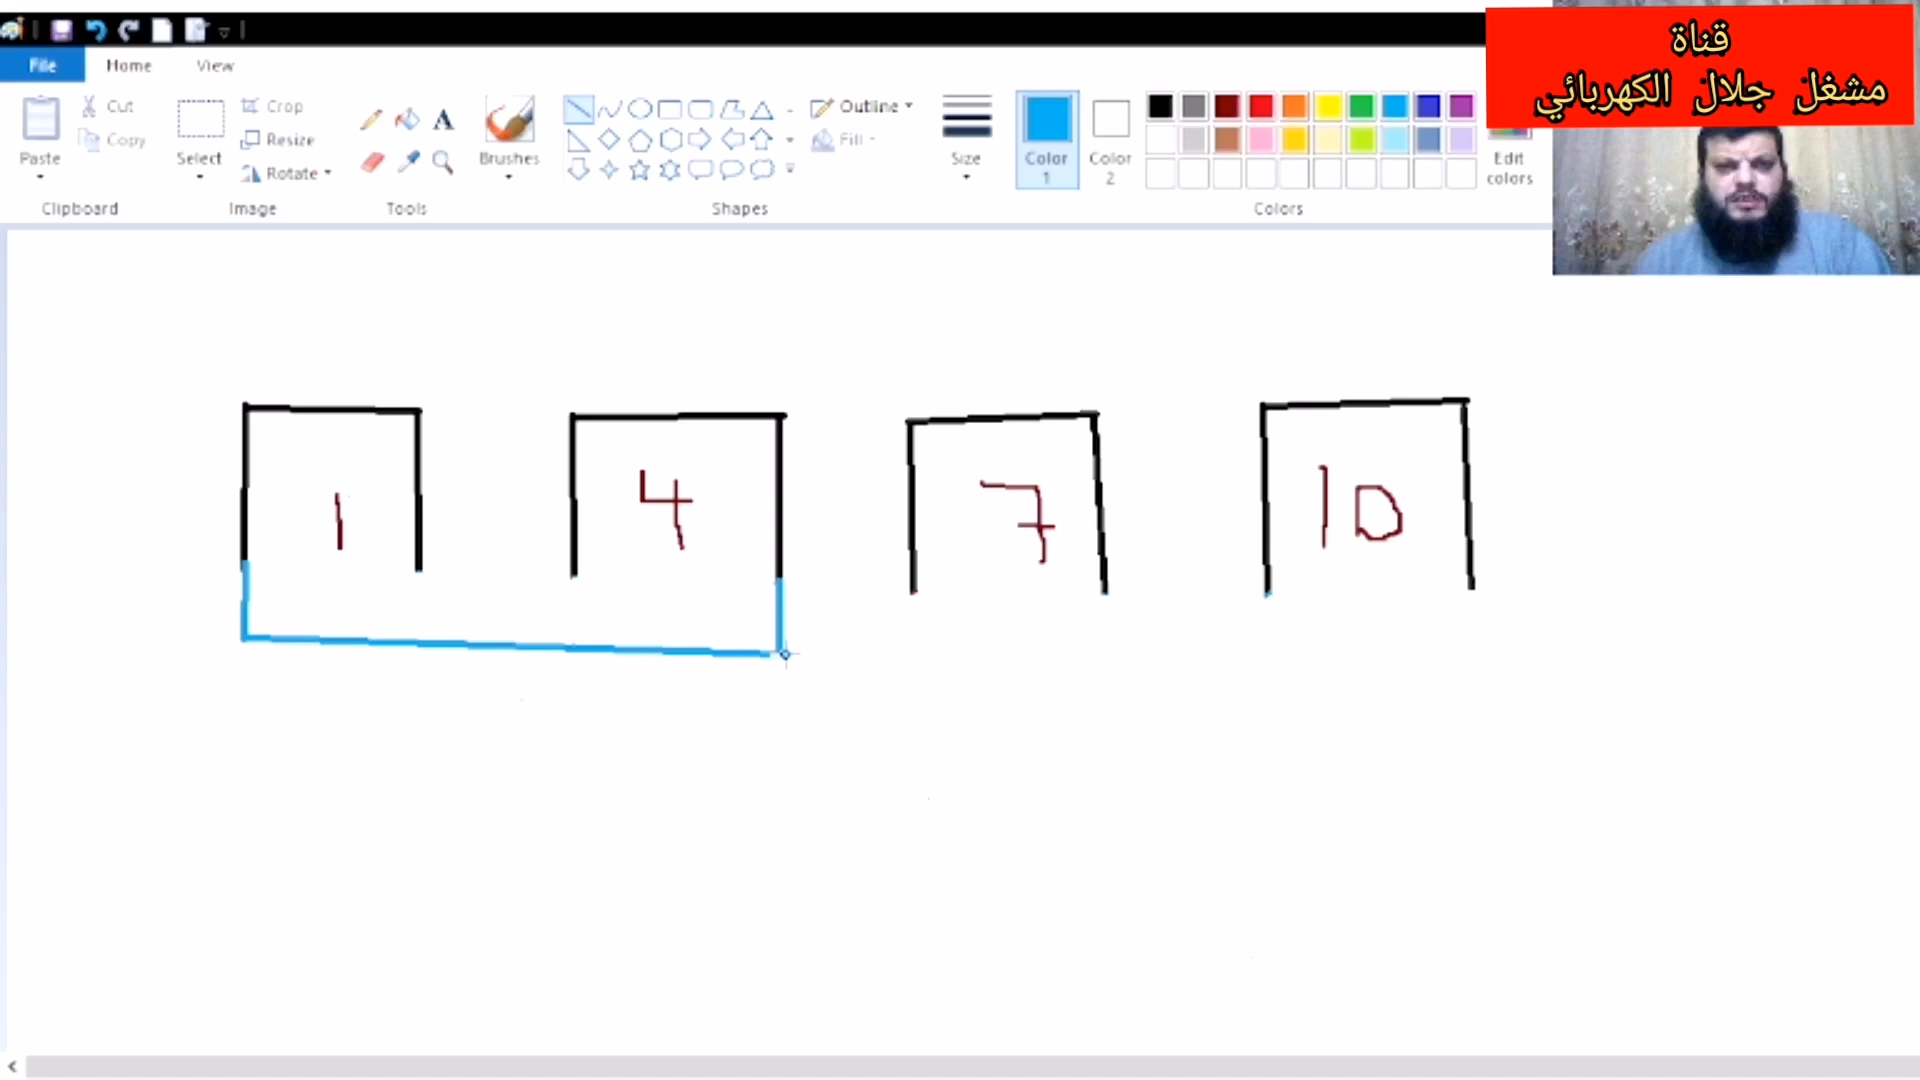 قناة
مشغل جلال الكهربائي
File Home View
Paste
Cut
Copy
Clipboard
Select
Crop
Resize
Rotate
Image
Tools
Brushes
Shapes
Outline
Fill
Size
Color 1
Color 2
Edit colors
Colors
1 4 7 10